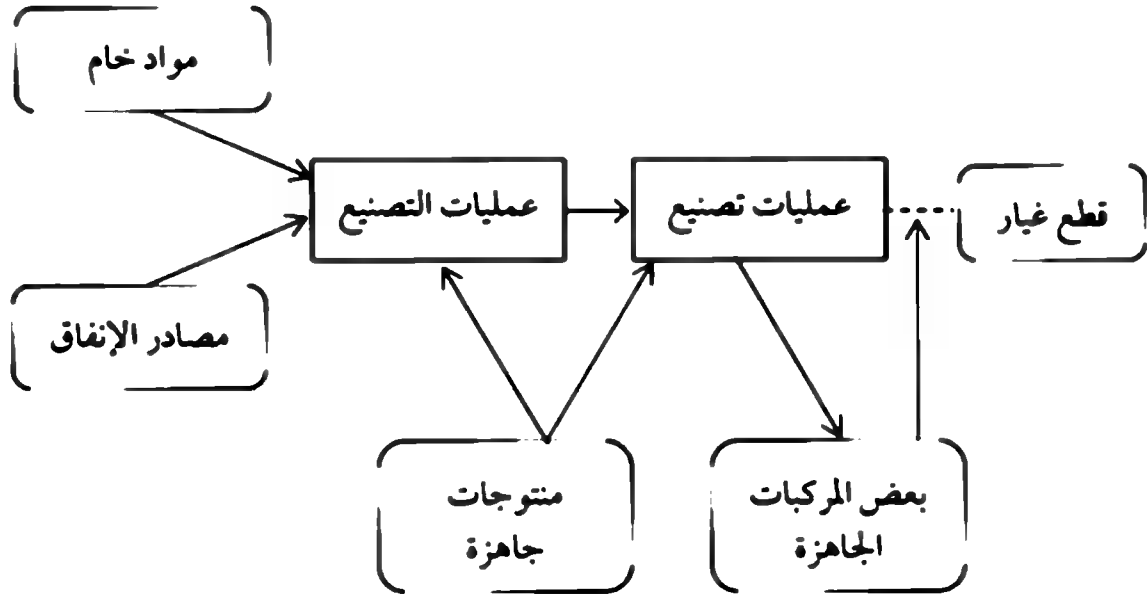 مواد خام
عمليات التصنيع
عمليات تصنيع
قطع غيار
مصادر الإنفاق
منتوجات
جاهزة
بعض المركبات
الجاهزة